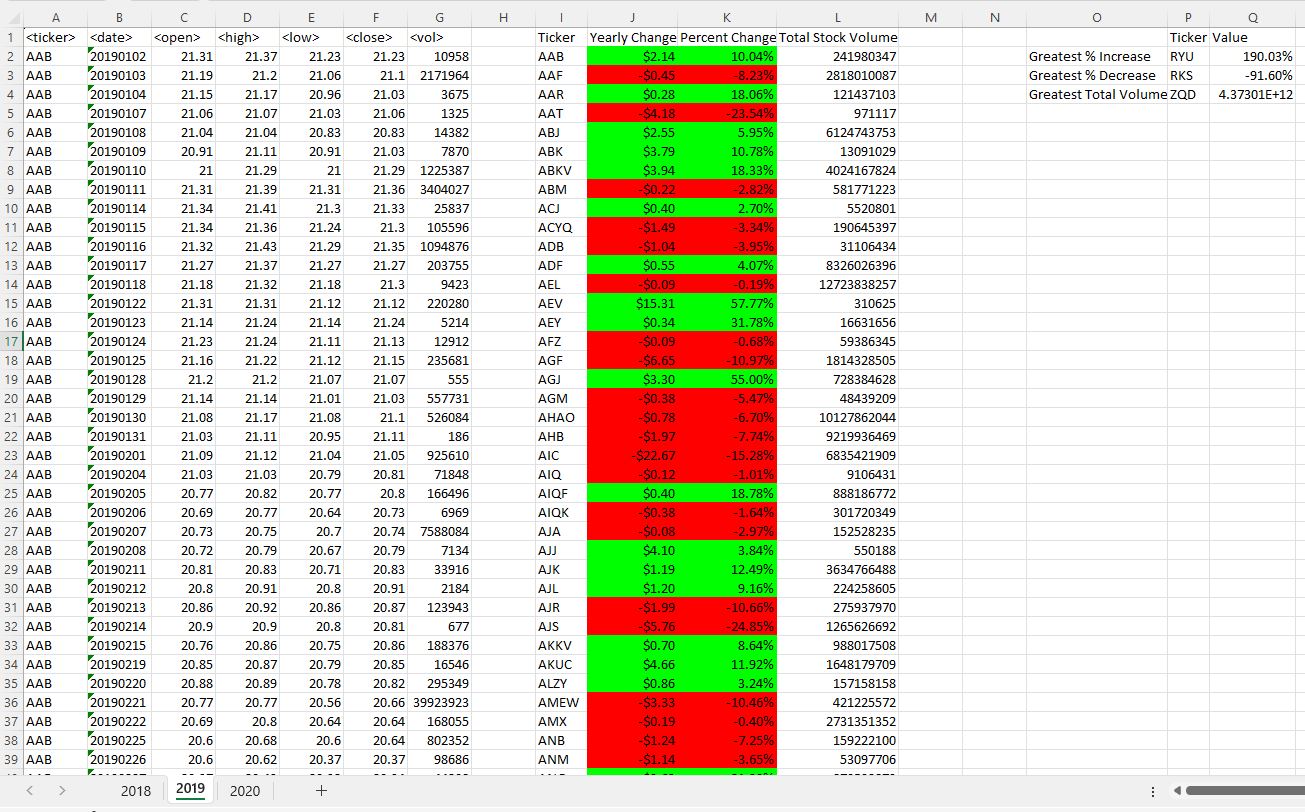 A B C D E F G H I J K L M N O P Q
1 <ticker> <date> <open> <high> <low> <close> <vol> Ticker Yearly Change Percent Change Total Stock Volume Ticker Value
2 AAB 20190102 21.31 21.37 21.23 21.23 10958 AAB $2.14 10.04% 241980347 Greatest % Increase RYU 190.03%
3 AAB 20190103 21.19 21.2 21.06 21.1 2171964 AAF -$0.45 -8.23% 2818010087 Greatest % Decrease RKS -91.60%
4 AAB 20190104 21.15 21.17 20.96 21.03 3675 AAR $0.28 18.06% 121437103 Greatest Total Volume ZQD 4.37301E+12
5 AAB 20190107 21.06 21.07 21.03 21.06 1325 AAT -$4.18 -23.54% 971117
6 AAB 20190108 21.04 21.04 20.83 20.83 14382 ABJ $2.55 5.95% 6124743753
7 AAB 20190109 20.91 21.11 20.91 21.03 7870 ABK $3.79 10.78% 13091029
8 AAB 20190110 21 21.29 21 21.29 1225387 ABKV $3.94 18.33% 4024167824
9 AAB 20190111 21.31 21.39 21.31 21.36 3404027 ABM -$0.22 -2.82% 581771223
10 AAB 20190114 21.34 21.41 21.3 21.33 25837 ACJ $0.40 2.70% 5520801
11 AAB 20190115 21.34 21.36 21.24 21.3 105596 ACYQ -$1.49 -3.34% 190645397
12 AAB 20190116 21.32 21.43 21.29 21.35 1094876 ADB -$1.04 -3.95% 31106434
13 AAB 20190117 21.27 21.37 21.27 21.27 203755 ADF $0.55 4.07% 8326026396
14 AAB 20190118 21.18 21.32 21.18 21.3 9423 AEL -$0.09 -0.19% 12723838257
15 AAB 20190122 21.31 21.31 21.12 21.12 220280 AEV $15.31 57.77% 310625
16 AAB 20190123 21.14 21.24 21.14 21.24 5214 AEY $0.34 31.78% 16631656
17 AAB 20190124 21.23 21.24 21.11 21.13 12912 AFZ -$0.09 -0.68% 59386345
18 AAB 20190125 21.16 21.22 21.12 21.15 235681 AGF -$6.65 -10.97% 1814328505
19 AAB 20190128 21.2 21.2 21.07 21.07 555 AGJ $3.30 55.00% 728384628
20 AAB 20190129 21.14 21.14 21.01 21.03 557731 AGM -$0.38 -5.47% 48439209
21 AAB 20190130 21.08 21.17 21.08 21.1 526084 AHAO -$0.78 -6.70% 10127862044
22 AAB 20190131 21.03 21.11 20.95 21.11 186 AHB -$1.97 -7.74% 9219936469
23 AAB 20190201 21.09 21.12 21.04 21.05 925610 AIC -$22.67 -15.28% 6835421909
24 AAB 20190204 21.03 21.03 20.79 20.81 71848 AIQ -$0.12 -1.01% 9106431
25 AAB 20190205 20.77 20.82 20.77 20.8 166496 AIQF $0.40 18.78% 888186772
26 AAB 20190206 20.69 20.77 20.64 20.73 6969 AIQK -$0.38 -1.64% 301720349
27 AAB 20190207 20.73 20.75 20.7 20.74 7588084 AJA -$0.08 -2.97% 152528235
28 AAB 20190208 20.72 20.79 20.67 20.79 7134 AJJ $4.10 3.84% 550188
29 AAB 20190211 20.81 20.83 20.71 20.83 33916 AJK $1.19 12.49% 3634766488
30 AAB 20190212 20.8 20.91 20.8 20.91 2184 AJL $1.20 9.16% 224258605
31 AAB 20190213 20.86 20.92 20.86 20.87 123943 AJR -$1.99 -10.66% 275937970
32 AAB 20190214 20.9 20.9 20.8 20.81 677 AJS -$5.76 -24.85% 1265626692
33 AAB 20190215 20.76 20.86 20.75 20.86 188376 AKKV $0.70 8.64% 988017508
34 AAB 20190219 20.85 20.87 20.79 20.85 16546 AKUC $4.66 11.92% 1648179709
35 AAB 20190220 20.88 20.89 20.78 20.82 295349 ALZY $0.86 3.24% 157158158
36 AAB 20190221 20.77 20.77 20.56 20.66 39923923 AMEW -$3.33 -10.46% 421225572
37 AAB 20190222 20.69 20.8 20.64 20.64 168055 AMX -$0.19 -0.40% 2731351352
38 AAB 20190225 20.6 20.68 20.6 20.64 802352 ANB -$1.24 -7.25% 159222100
39 AAB 20190226 20.6 20.62 20.37 20.37 98686 ANM -$1.14 -3.65% 53097706
2018 2019 2020